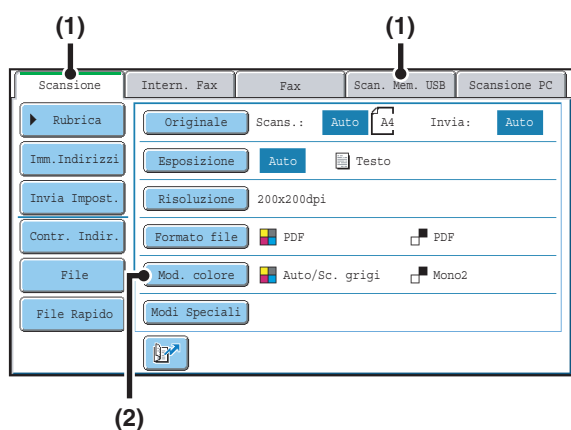 (1) (1)
Scansione Intern. Fax Fax Scan. Mem. USB Scansione PC
Rubrica Originale Scans.: Auto A4 Invia: Auto
Imm.Indirizzi Esposizione Auto Testo
Invia Impost. Risoluzione 200x200dpi
Contr. Indir. Formato file PDF PDF
File Mod. colore Auto/Sc. grigi Mono2
File Rapido Modi Speciali
(2)